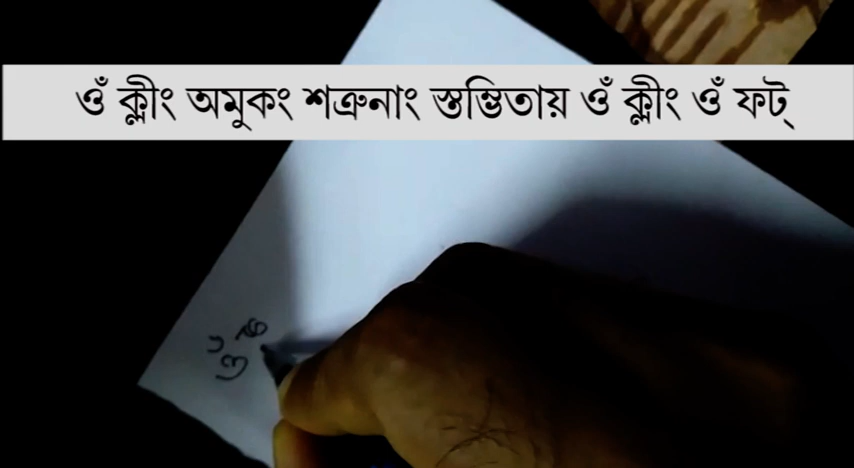 ওঁ ক্লীং অমুকং শত্রুনাং স্তম্ভিতায় ওঁ ক্লীং ওঁ ফট্
ওঁ